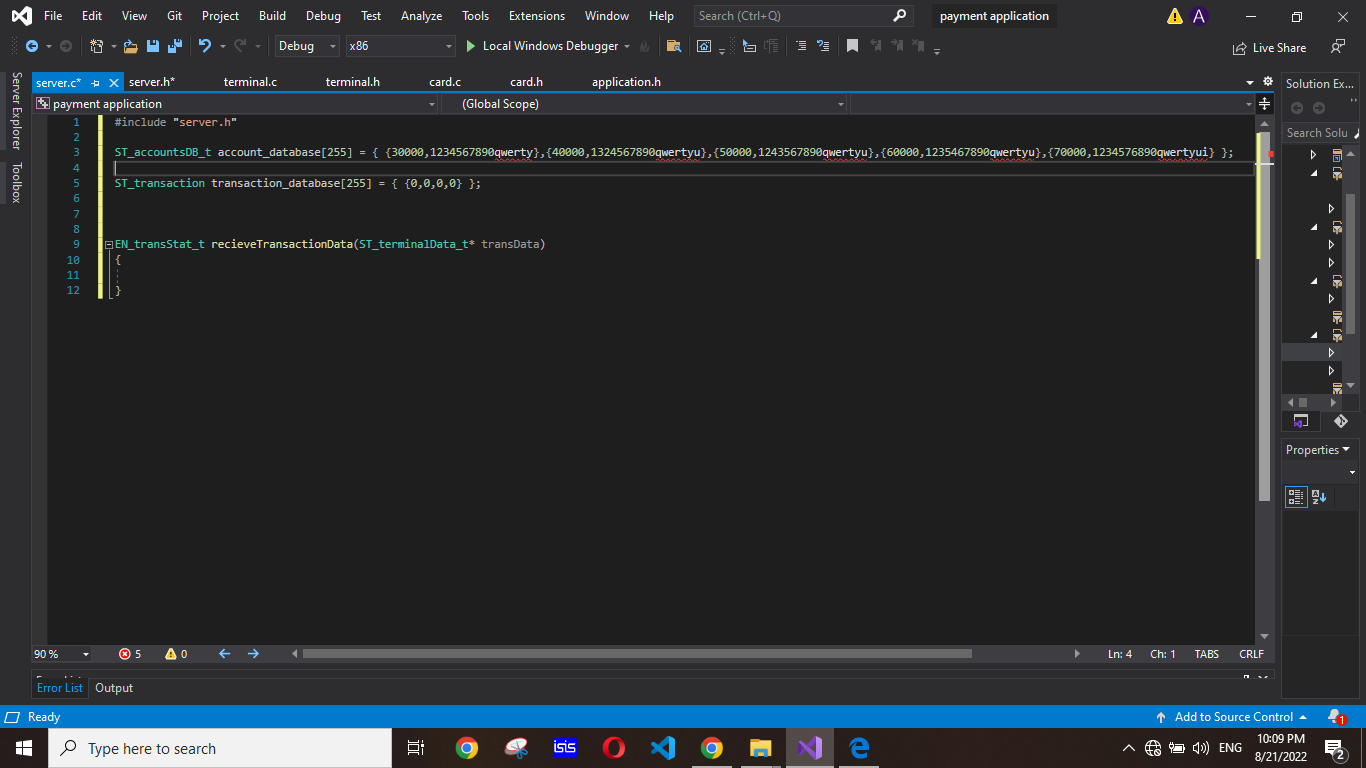 File Edit View Git Project Build Debug Test Analyze Tools Extensions Window Help Search (Ctrl+Q) payment application A
Debug x86 Local Windows Debugger Live Share
Server Explorer
Toolbox
server.c* server.h* terminal.c terminal.h card.c card.h application.h
payment application (Global Scope)
1 #include "server.h"
2
3 ST_accountsDB_t account_database[255] = { {30000,1234567890qwerty},{40000,1324567890qwertyu},{50000,1243567890qwertyu},{60000,1235467890qwertyu},{70000,1234576890qwertyui} };
4
5 ST_transaction transaction_database[255] = { {0,0,0,0} };
6
7
8
9 EN_transStat_t recieveTransactionData(ST_terminalData_t* transData)
10 {
11
12 }
Solution Ex...
Search Solu
Properties
90 % 5 0 Ln: 4 Ch: 1 TABS CRLF
Error List Output
Ready Add to Source Control 1
Type here to search isis ENG 10:09 PM
8/21/2022 2